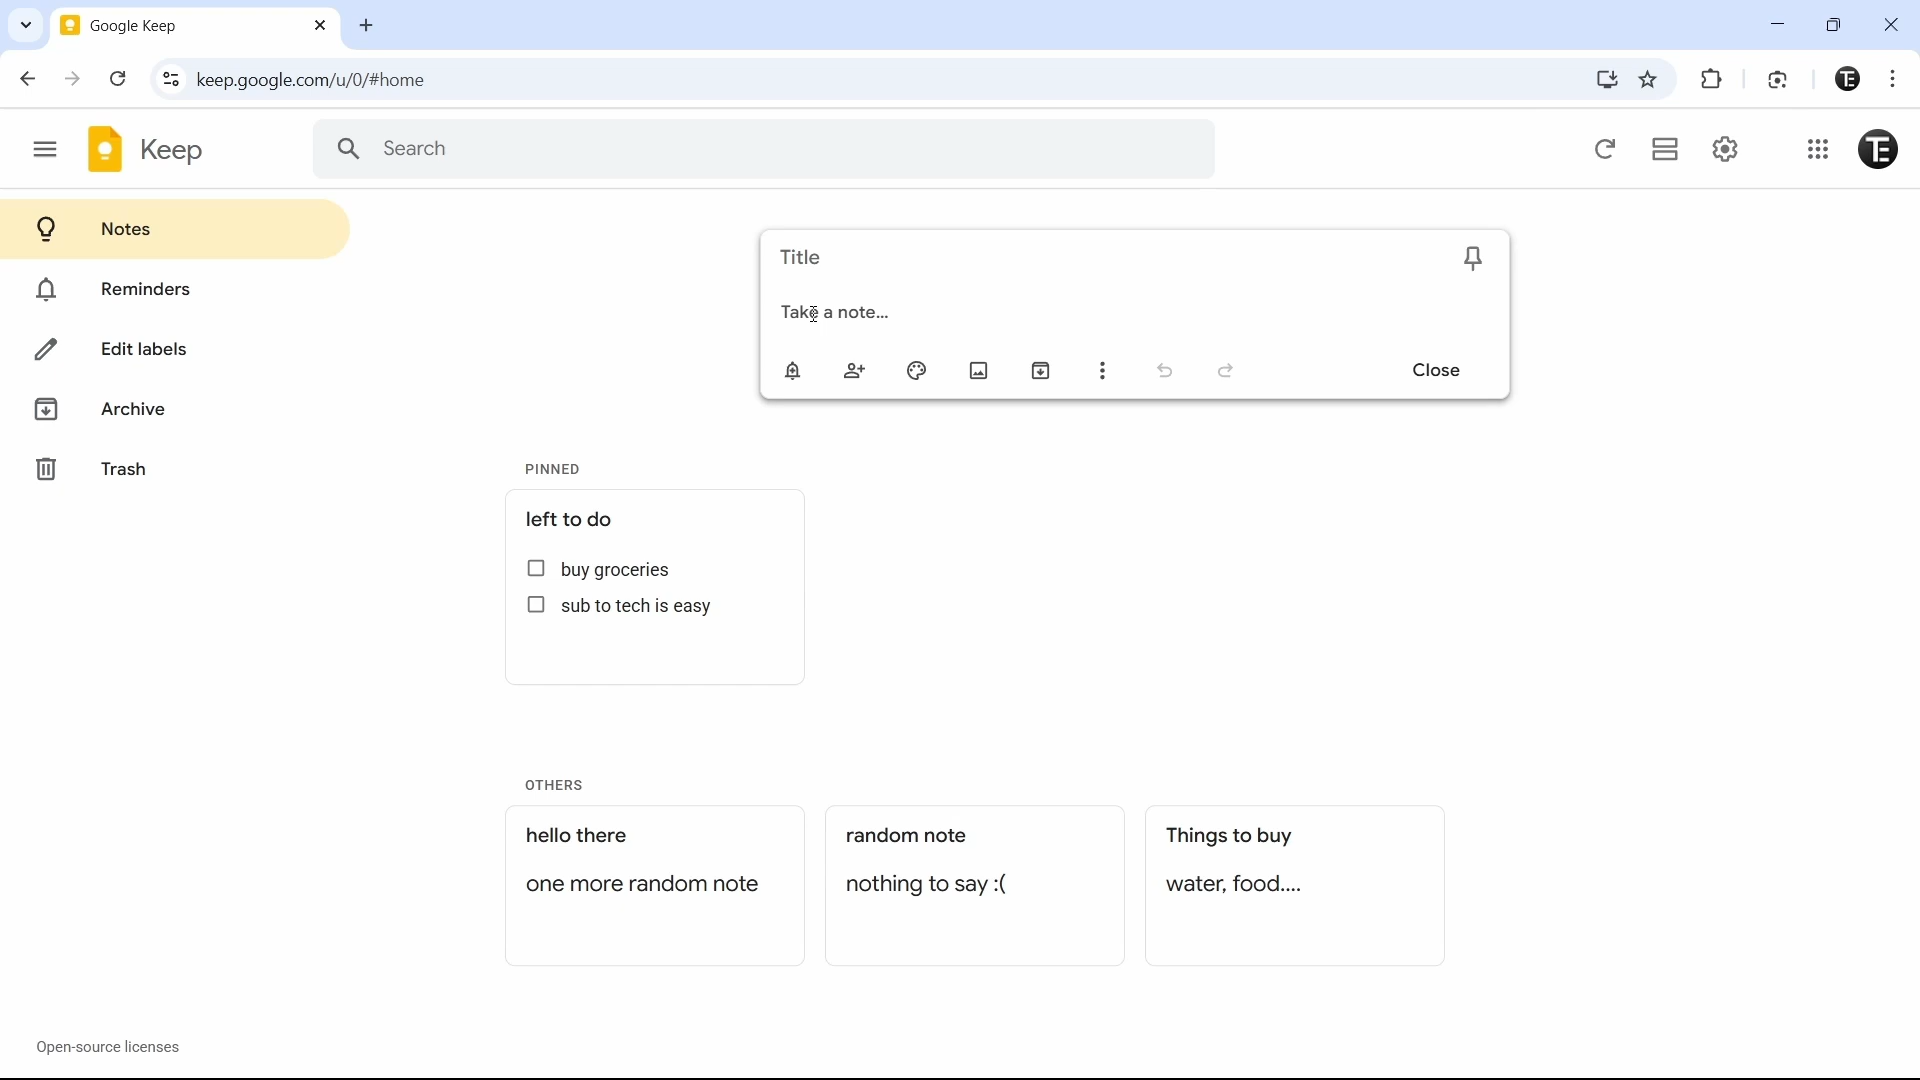 Google Keep
keep.google.com/u/0/#home
Keep
Search
Notes
Reminders
Edit labels
Archive
Trash
Title
Take a note...
Close
PINNED
left to do
buy groceries
sub to tech is easy
OTHERS
hello there
one more random note
random note
nothing to say :(
Things to buy
water, food....
Open-source licenses